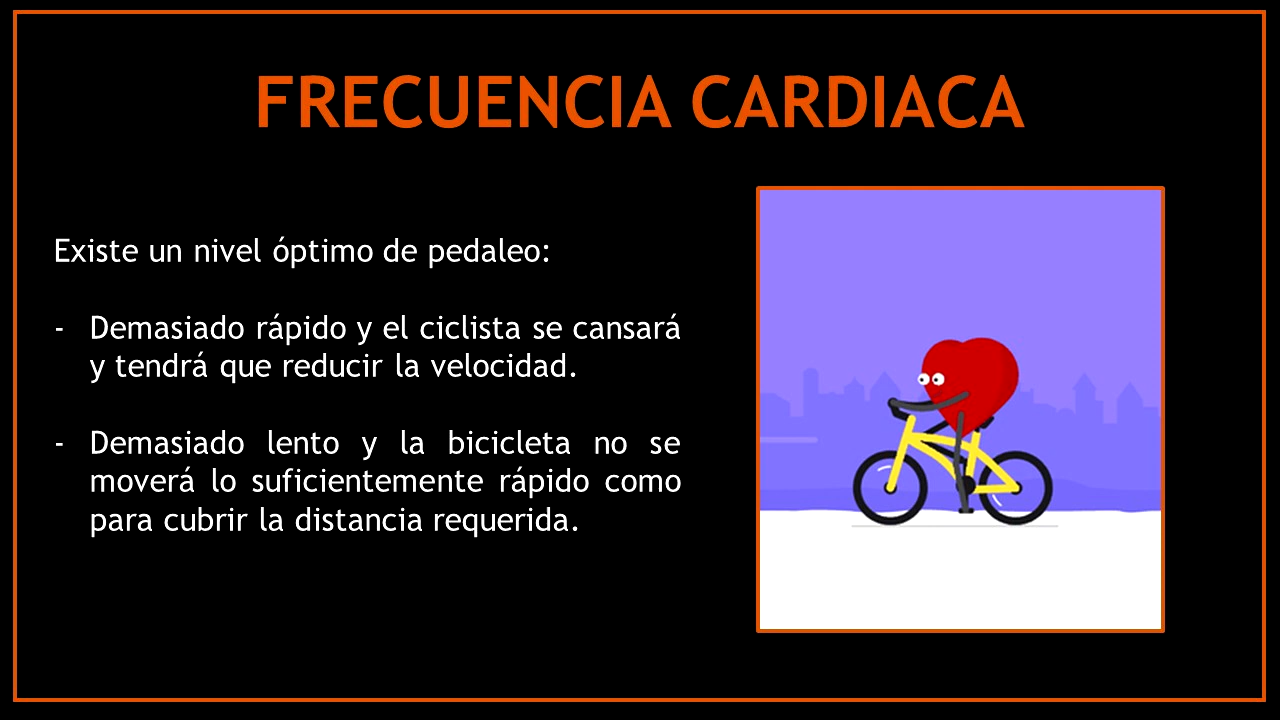 FRECUENCIA CARDIACA
Existe un nivel óptimo de pedaleo:
- Demasiado rápido y el ciclista se cansará
y tendrá que reducir la velocidad.
- Demasiado lento y la bicicleta no se
moverá lo suficientemente rápido como
para cubrir la distancia requerida.